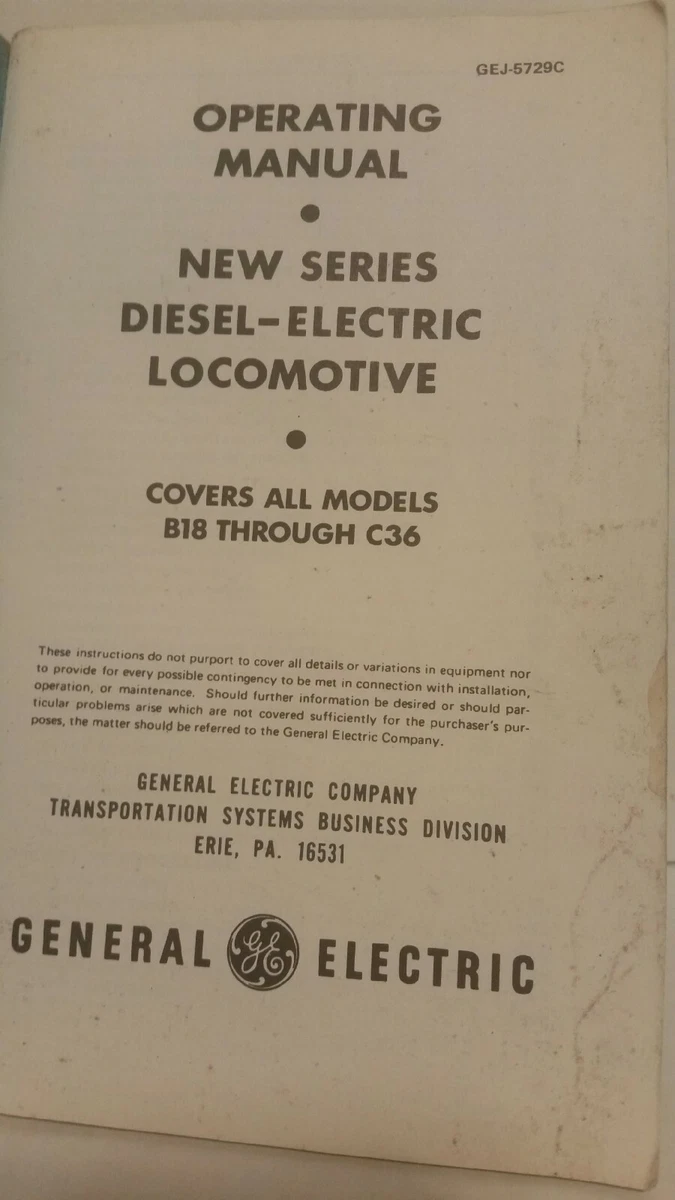 GEJ-5729C
OPERATING
MANUAL
•
NEW SERIES
DIESEL-ELECTRIC
LOCOMOTIVE
•
COVERS ALL MODELS
B18 THROUGH C36
These instructions do not purport to cover all details or variations in equipment nor
to provide for every possible contingency to be met in connection with installation,
operation, or maintenance. Should further information be desired or should par-
ticular problems arise which are not covered sufficiently for the purchaser's pur-
poses, the matter should be referred to the General Electric Company.
GENERAL ELECTRIC COMPANY
TRANSPORTATION SYSTEMS BUSINESS DIVISION
ERIE, PA. 16531
GENERAL GE ELECTRIC